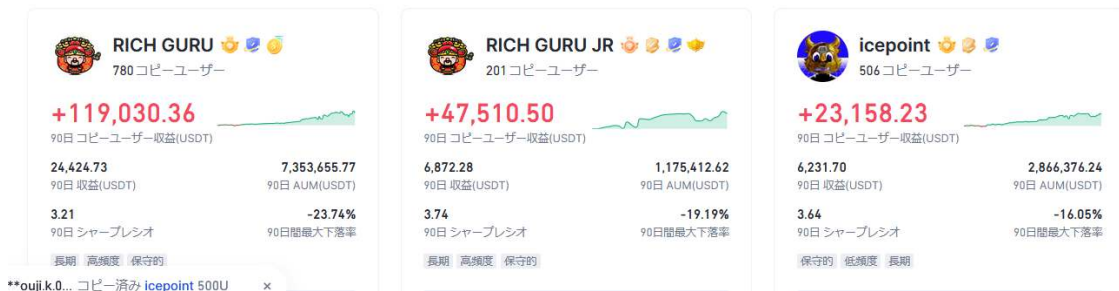 RICH GURU
780 コピーユーザー
+119,030.36
90日 コピーユーザー収益(USDT)
24,424.73 7,353,655.77
90日 収益(USDT) 90日 AUM(USDT)
3.21 -23.74%
90日 シャープレシオ 90日間最大下落率
長期 高頻度 保守的
RICH GURU JR
201 コピーユーザー
+47,510.50
90日 コピーユーザー収益(USDT)
6,872.28 1,175,412.62
90日 収益(USDT) 90日 AUM(USDT)
3.74 -19.19%
90日 シャープレシオ 90日間最大下落率
長期 高頻度 保守的
icepoint
506 コピーユーザー
+23,158.23
90日 コピーユーザー収益(USDT)
6,231.70 2,866,376.24
90日 収益(USDT) 90日 AUM(USDT)
3.64 -16.05%
90日 シャープレシオ 90日間最大下落率
保守的 低頻度 長期
**ouji.k.0... コピー済み icepoint 500U ×